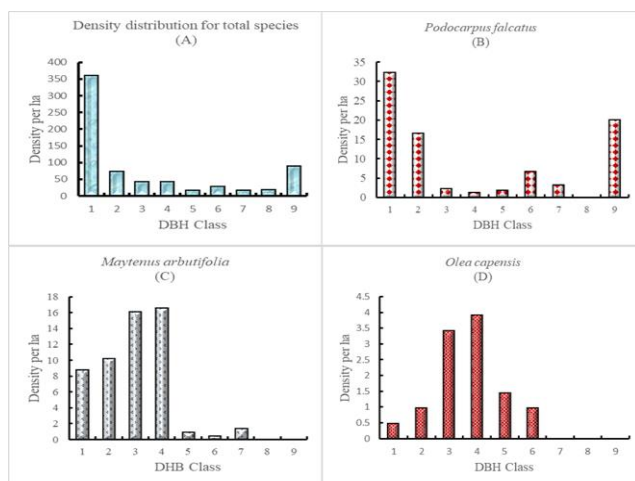 Density distribution for total species
(A)
Density per ha
400
350
300
250
200
150
100
50
0
1 2 3 4 5 6 7 8 9
DBH Class
Podocarpus falcatus
(B)
Density per ha
35
30
25
20
15
10
5
0
1 2 3 4 5 6 7 8 9
DBH Class
Maytenus arbutifolia
(C)
Density per ha
18
16
14
12
10
8
6
4
2
0
1 2 3 4 5 6 7 8 9
DHB Class
Olea capensis
(D)
Density per ha
4.5
4
3.5
3
2.5
2
1.5
1
0.5
0
1 2 3 4 5 6 7 8 9
DBH Class